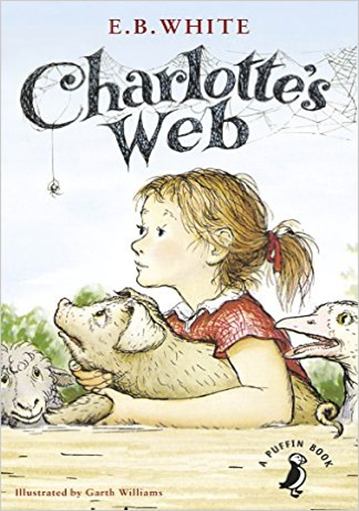 E.B.WHITE
Charlotte's
Web
A PUFFIN BOOK
Illustrated by Garth Williams